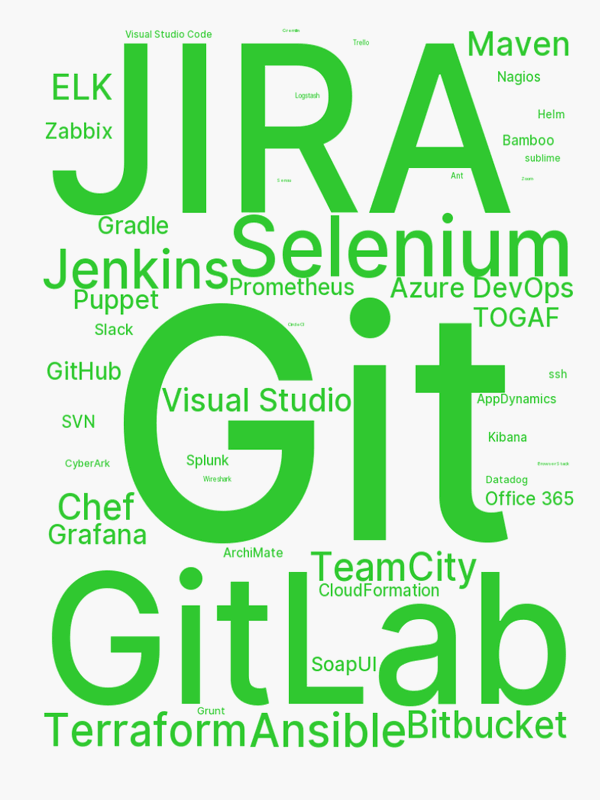 Visual Studio Code
Trello
JIRA
Maven
ELK
Nagios
Logstash
Helm
Zabbix
Bamboo
sublime
Ant
Gradle
Selenium
Jenkins
Prometheus
Azure DevOps
Puppet
TOGAF
Slack
Git
GitHub
ssh
Visual Studio
AppDynamics
SVN
Kibana
Splunk
CyberArk
BrowserStack
Wireshark
Datadog
Chef
Office 365
Grafana
ArchiMate
TeamCity
CloudFormation
GitLab
SoapUI
Grunt
Terraform
Ansible
Bitbucket